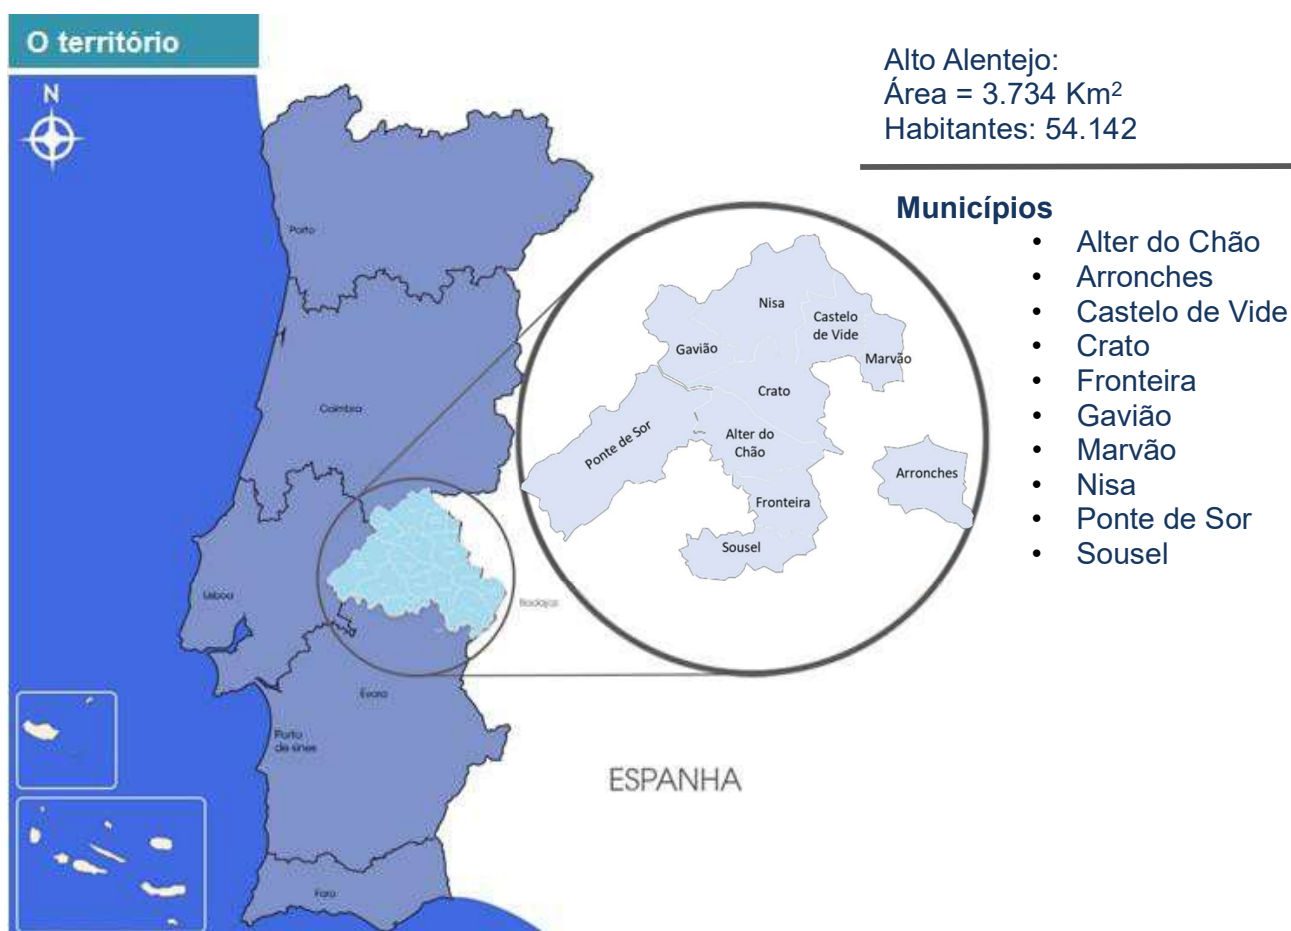 O território
N
Alto Alentejo:
Área = 3.734 Km²
Habitantes: 54.142
Municípios
• Alter do Chão
• Arronches
• Castelo de Vide
• Crato
• Fronteira
• Gavião
• Marvão
• Nisa
• Ponte de Sor
• Sousel
Nisa
Castelo
de Vide
Gavião
Marvão
Crato
Ponte de Sor
Alter do
Chão
Arronches
Fronteira
Sousel
Porto
Coimbra
Lisboa
Badajoz
Évora
Porto
Faro
ESPANHA